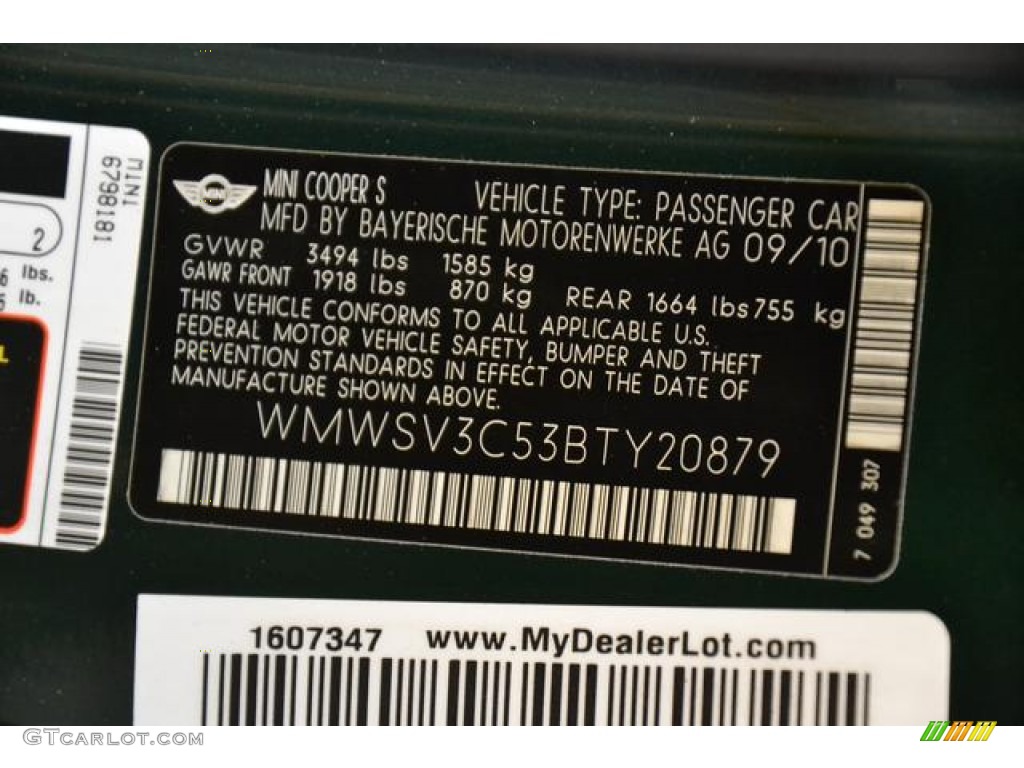 MINI
6798181
2
lbs.
lb.
MINI
MINI COOPER S VEHICLE TYPE: PASSENGER CAR
MFD BY BAYERISCHE MOTORENWERKE AG 09/10
GVWR 3494 lbs 1585 kg
GAWR FRONT 1918 lbs 870 kg REAR 1664 lbs 755 kg
THIS VEHICLE CONFORMS TO ALL APPLICABLE U.S.
FEDERAL MOTOR VEHICLE SAFETY, BUMPER AND THEFT
PREVENTION STANDARDS IN EFFECT ON THE DATE OF
MANUFACTURE SHOWN ABOVE.
WMWSV3C53BTY20879
7 049 307
1607347 www.MyDealerLot.com
GTCARLOT.COM